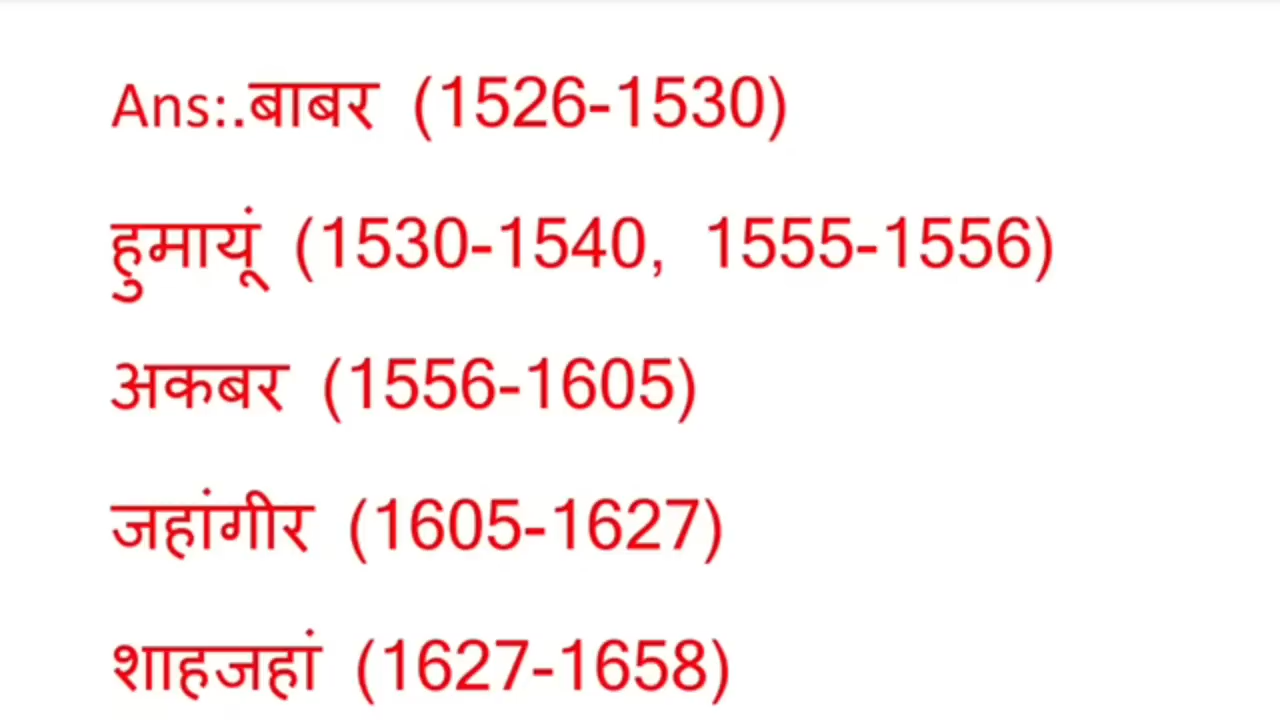 Ans:.बाबर (1526-1530)
हुमायूं (1530-1540, 1555-1556)
अकबर (1556-1605)
जहांगीर (1605-1627)
शाहजहां (1627-1658)